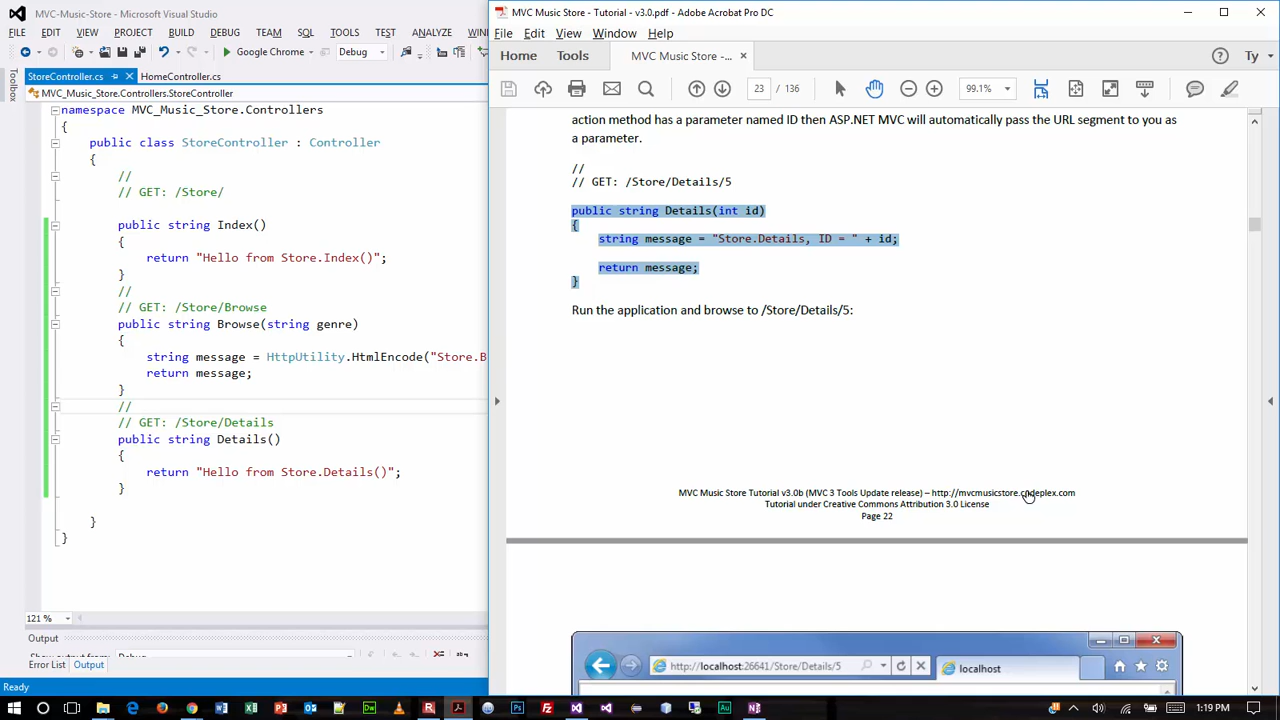 MVC-Music-Store - Microsoft Visual Studio
FILE EDIT VIEW PROJECT BUILD DEBUG TEAM SQL TOOLS TEST ANALYZE WIN
Google Chrome Debug
StoreController.cs HomeController.cs
MVC_Music_Store.Controllers.StoreController
Toolbox
namespace MVC_Music_Store.Controllers
{
public class StoreController : Controller
{
//
// GET: /Store/
public string Index()
{
return "Hello from Store.Index()";
}
//
// GET: /Store/Browse
public string Browse(string genre)
{
string message = HttpUtility.HtmlEncode("Store.B
return message;
}
//
// GET: /Store/Details
public string Details()
{
return "Hello from Store.Details()";
}
}
}
121 %
Output
Debug
Error List Output
Ready
MVC Music Store - Tutorial - v3.0.pdf - Adobe Acrobat Pro DC
File Edit View Window Help
Home Tools MVC Music Store -... Ty
23 / 136 99.1%
action method has a parameter named ID then ASP.NET MVC will automatically pass the URL segment to you as
a parameter.
//
// GET: /Store/Details/5
public string Details(int id)
{
string message = "Store.Details, ID = " + id;
return message;
}
Run the application and browse to /Store/Details/5:
MVC Music Store Tutorial v3.0b (MVC 3 Tools Update release) – http://mvcmusicstore.codeplex.com
Tutorial under Creative Commons Attribution 3.0 License
Page 22
http://localhost:26641/Store/Details/5 localhost
1:19 PM